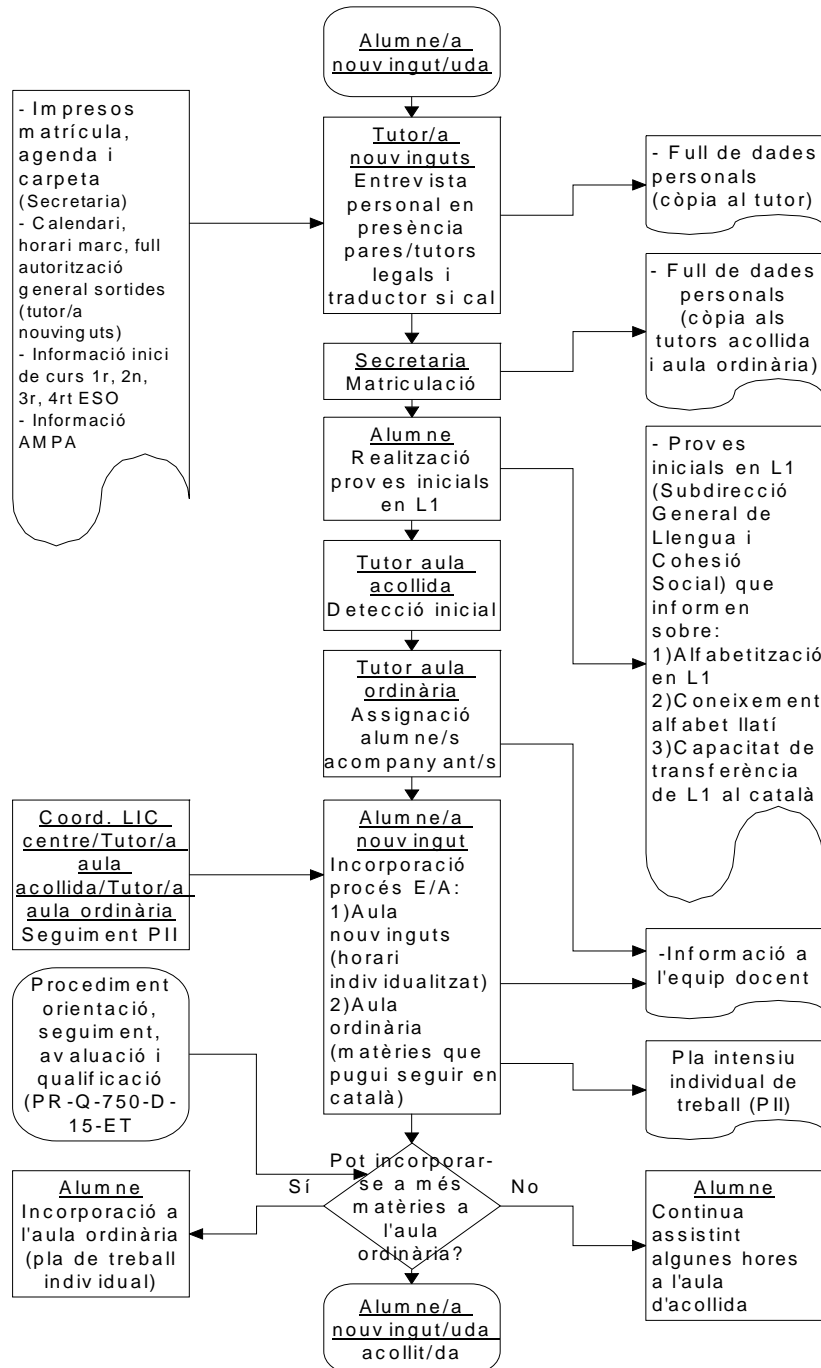 Alumne/a
nouvingut/uda
- Impresos
matrícula,
agenda i
carpeta
(Secretaria)
- Calendari,
horari marc, full
autorització
general sortides
(tutor/a
nouvinguts)
- Informació inici
de curs 1r, 2n,
3r, 4rt ESO
- Informació
AMPA
Tutor/a
nouvinguts
Entrevista
personal en
presència
pares/tutors
legals i
traductor si cal
- Full de dades
personals
(còpia al tutor)
Secretaria
Matriculació
- Full de dades
personals
(còpia als
tutors acollida
i aula ordinària)
Alumne
Realització
proves inicials
en L1
- Proves
inicials en L1
(Subdirecció
General de
Llengua i
Cohesió
Social) que
informen
sobre:
1)Alfabetització
en L1
2)Coneixement
alfabet llatí
3)Capacitat de
transferència
de L1 al català
Tutor aula
acollida
Detecció inicial
Tutor aula
ordinària
Assignació
alumne/s
acompanyant/s
Coord. LIC
centre/Tutor/a
aula
acollida/Tutor/a
aula ordinària
Seguiment PII
Alumne/a
nouvingut
Incorporació
procés E/A:
1)Aula
nouvinguts
(horari
individualitzat)
2)Aula
ordinària
(matèries que
pugui seguir en
català)
-Informació a
l'equip docent
Pla intensiu
individual de
treball (PII)
Procediment
orientació,
seguiment,
avaluació i
qualificació
(PR-Q-750-D-
15-ET
Pot incorporar-
se a més
matèries a
l'aula
ordinària?
Sí
No
Alumne
Incorporació a
l'aula ordinària
(pla de treball
individual)
Alumne
Continua
assistint
algunes hores
a l'aula
d'acollida
Alumne/a
nouvingut/uda
acollit/da